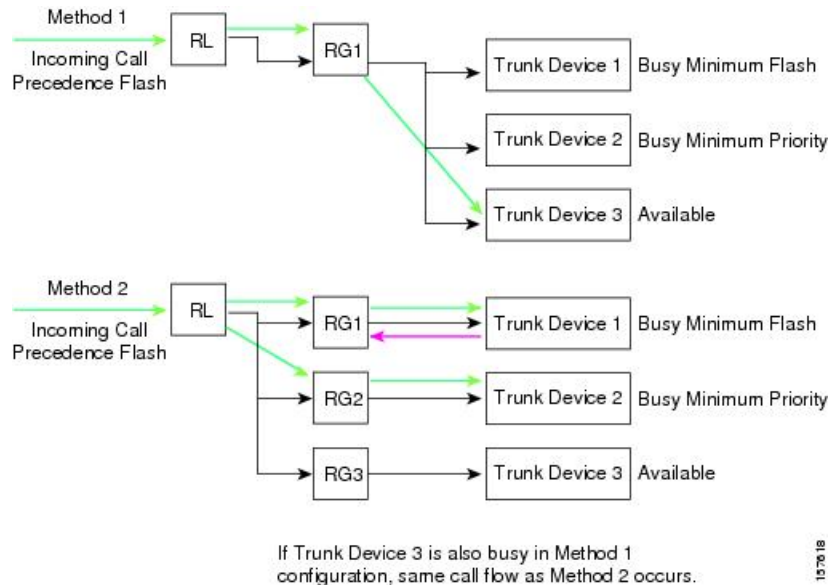 Method 1
Incoming Call
Precedence Flash
RL
RG1
Trunk Device 1
Busy Minimum Flash
Trunk Device 2
Busy Minimum Priority
Trunk Device 3
Available
Method 2
Incoming Call
Precedence Flash
RL
RG1
Trunk Device 1
Busy Minimum Flash
RG2
Trunk Device 2
Busy Minimum Priority
RG3
Trunk Device 3
Available
If Trunk Device 3 is also busy in Method 1
configuration, same call flow as Method 2 occurs.
157618